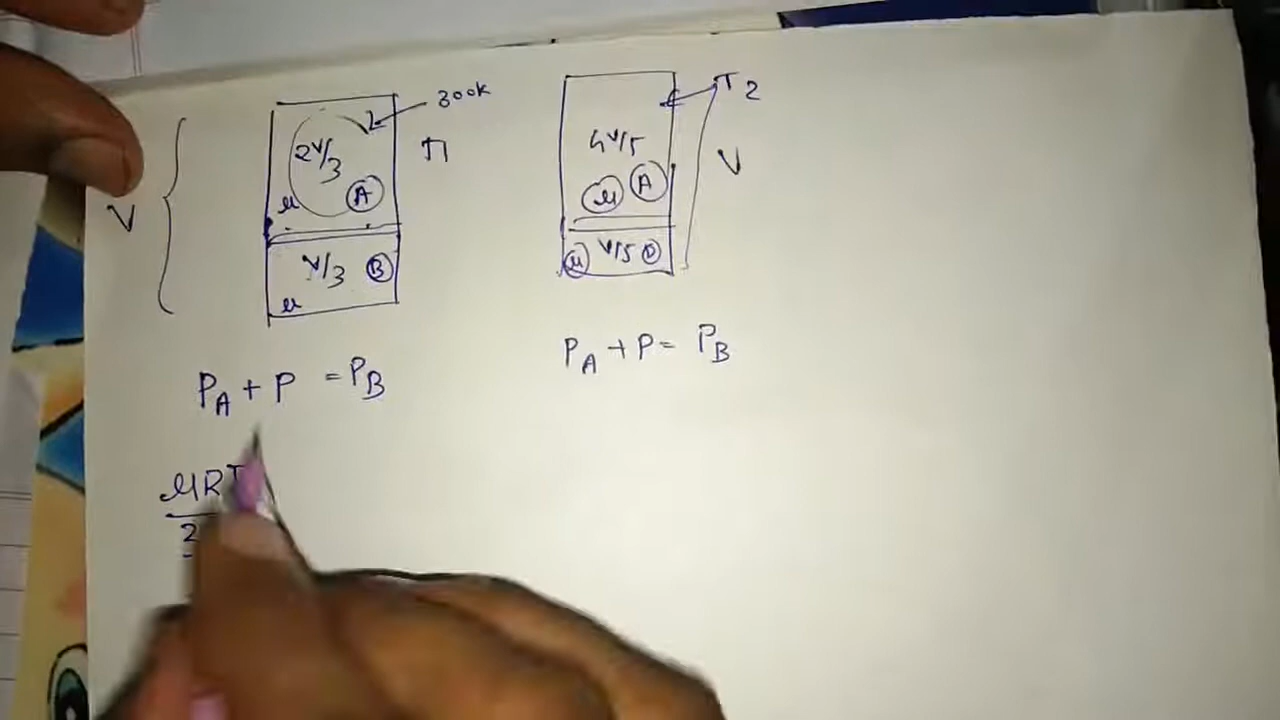 300K
T1
V
2V/3
μ
A
V/3
B
μ
T2
4V/5
μ
A
V
μ
V/5
PA + P = PB
PA + P = PB
μRT
2